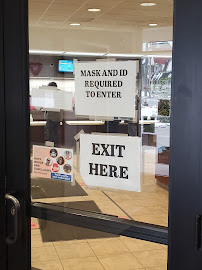 MASK AND ID
REQUIRED
TO ENTER
EXIT
HERE